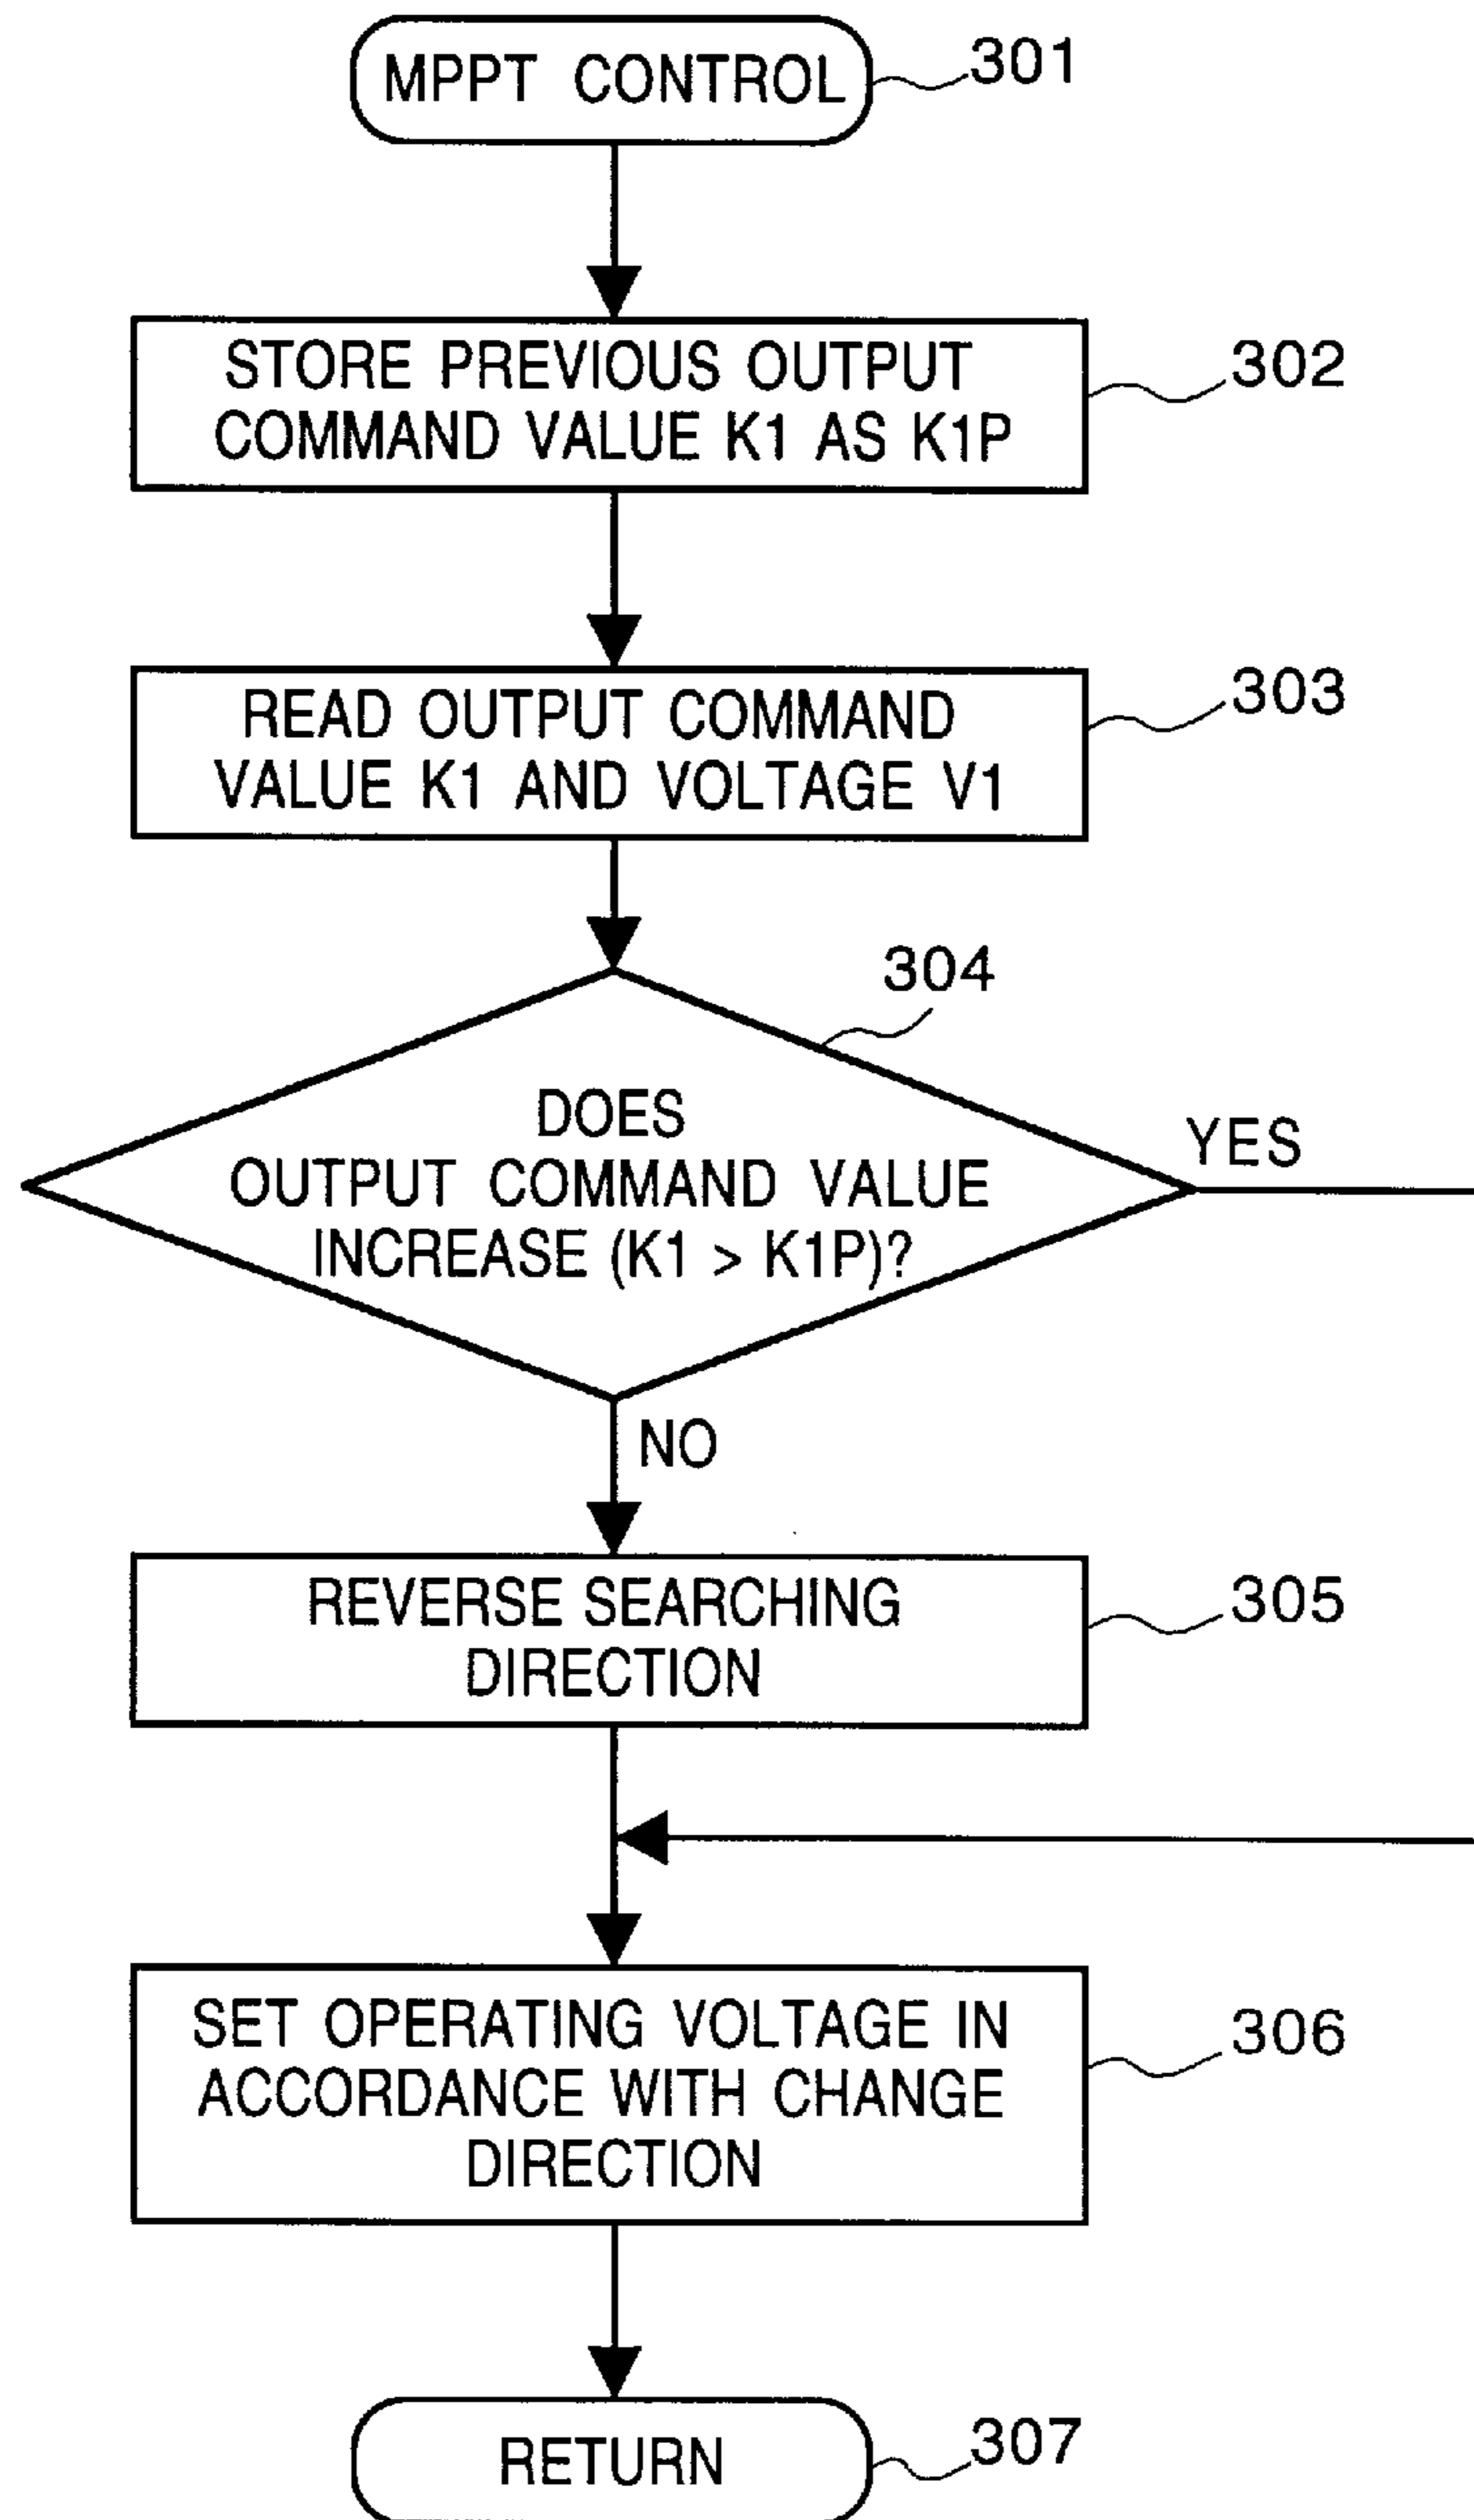 MPPT CONTROL
301
STORE PREVIOUS OUTPUT
COMMAND VALUE K1 AS K1P
302
READ OUTPUT COMMAND
VALUE K1 AND VOLTAGE V1
303
304
DOES
OUTPUT COMMAND VALUE
INCREASE (K1 > K1P)?
YES
NO
REVERSE SEARCHING
DIRECTION
305
SET OPERATING VOLTAGE IN
ACCORDANCE WITH CHANGE
DIRECTION
306
RETURN
307